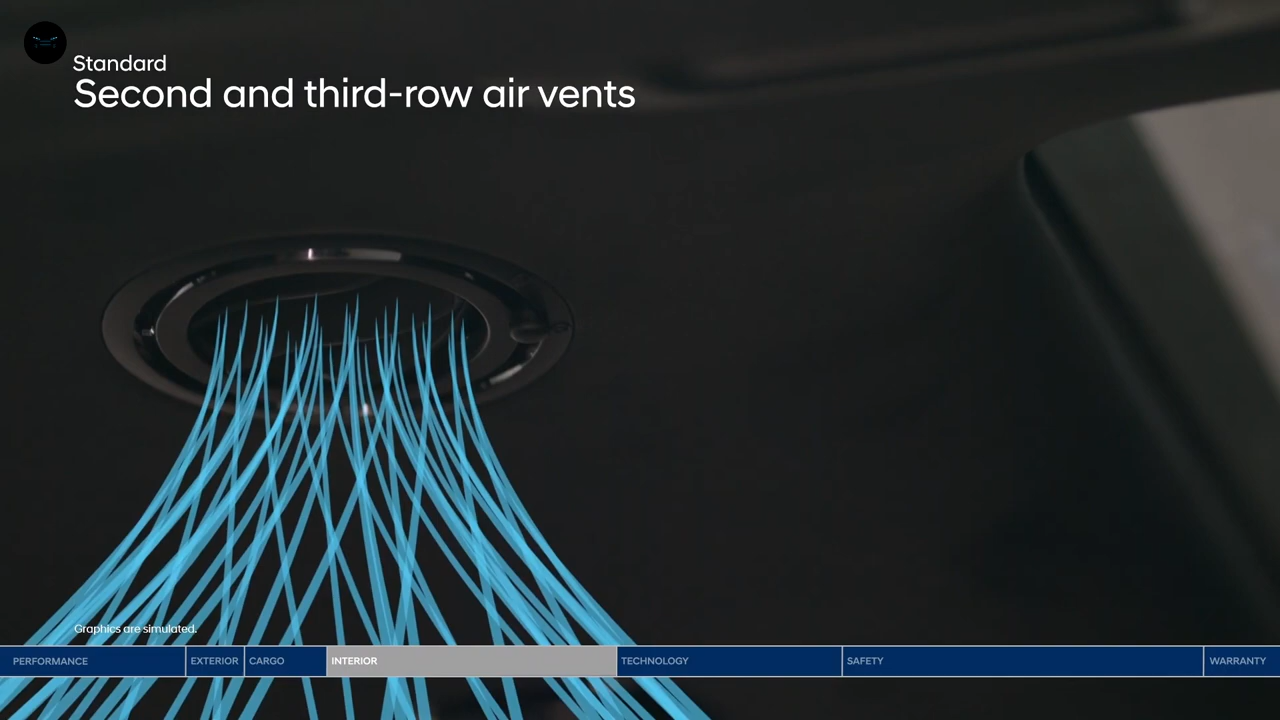 Standard
Second and third-row air vents
Graphics are simulated.
PERFORMANCE EXTERIOR CARGO INTERIOR TECHNOLOGY SAFETY WARRANTY